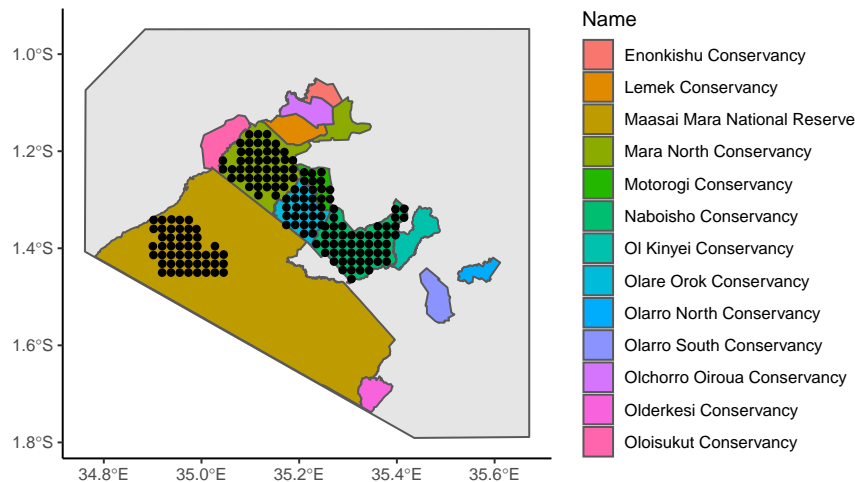 Name
1.0°S
1.2°S
1.4°S
1.6°S
1.8°S
34.8°E 35.0°E 35.2°E 35.4°E 35.6°E
Enonkishu Conservancy
Lemek Conservancy
Maasai Mara National Reserve
Mara North Conservancy
Motorogi Conservancy
Naboisho Conservancy
Ol Kinyei Conservancy
Olare Orok Conservancy
Olarro North Conservancy
Olarro South Conservancy
Olchorro Oiroua Conservancy
Olderkesi Conservancy
Oloisukut Conservancy